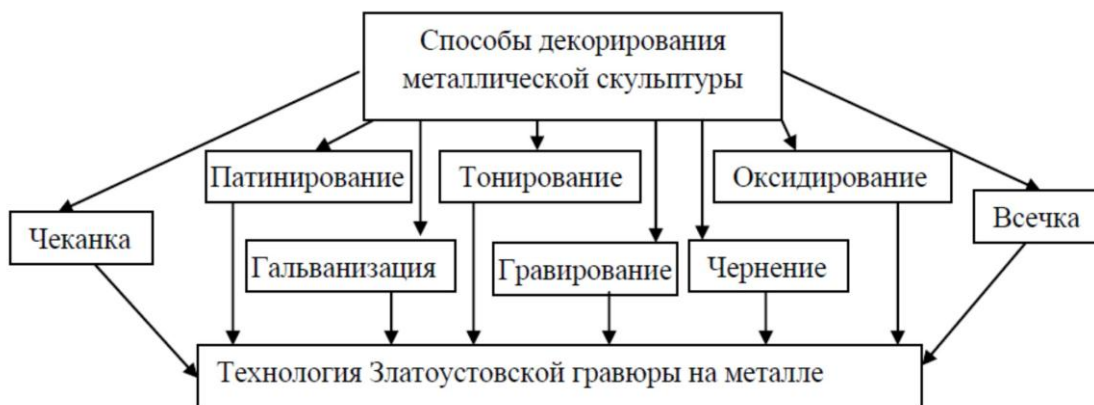 Способы декорирования
металлической скульптуры
Патинирование
Тонирование
Оксидирование
Чеканка
Всечка
Гальванизация
Гравирование
Чернение
Технология Златоустовской гравюры на металле